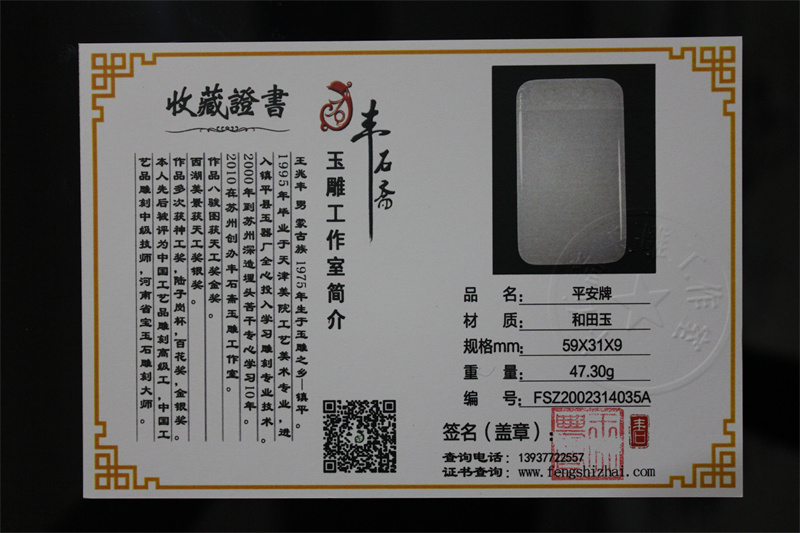 收藏證書
丰石斋
玉雕工作室简介
王兆丰 男 蒙古族 1975年生于玉雕之乡—镇平。
1995年毕业于天津美院工艺美术专业，进
入镇平县玉器厂全心投入学习雕刻专业技术。
2000年到苏州深造埋头苦干专心学习10年。
2010在苏州创办丰石斋玉雕工作室。
作品八骏图获天工奖金奖。
西湖美景获天工奖银奖。
作品多次获神工奖，陆子岗杯，百花奖，金银奖。
本人先后被评为中国工艺品雕刻高级工，中国工
艺品雕刻中级技师，河南省宝玉石雕刻大师。
品 名： 平安牌
材 质： 和田玉
规格mm： 59X31X9
重 量： 47.30g
编 号： FSZ2002314035A
签名（盖章）：
查询电话：13937722557
证书查询：www.fengshizhai.com